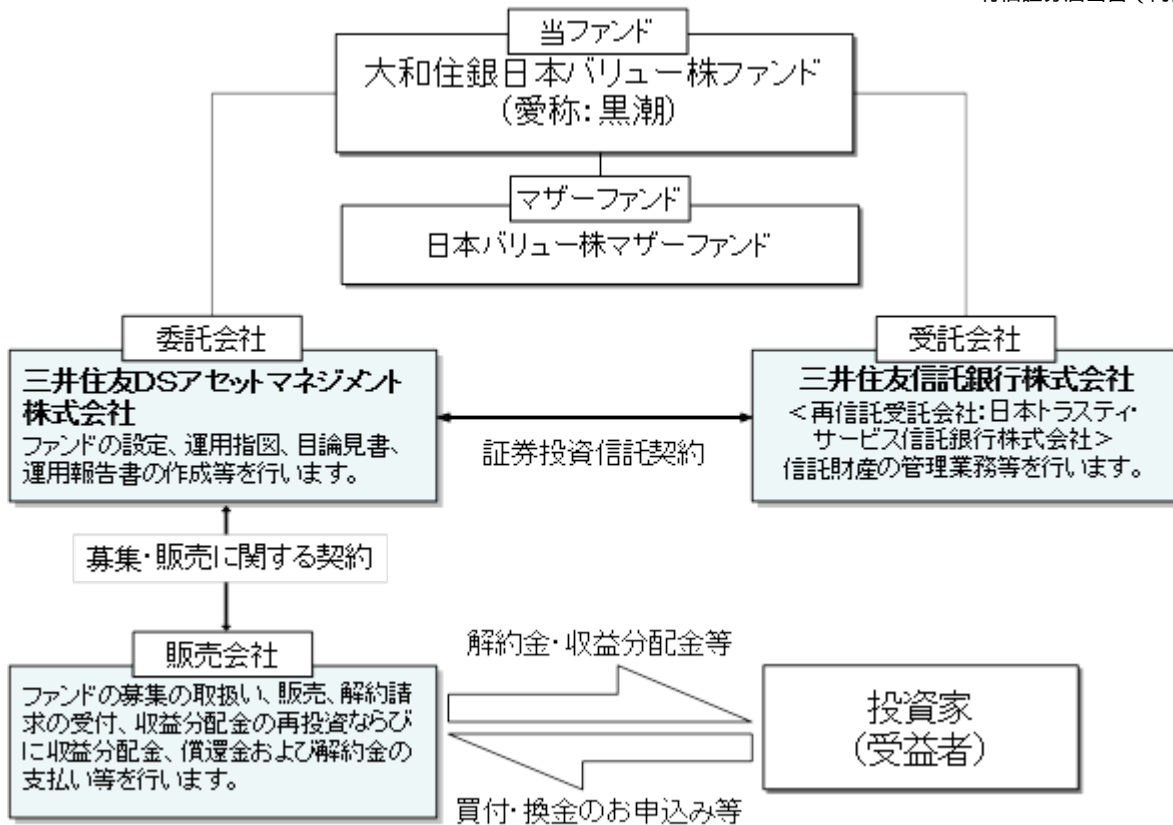 当ファンド
大和住銀日本バリュー株ファンド
(愛称:黒潮)
マザーファンド
日本バリュー株マザーファンド
委託会社
三井住友DSアセットマネジメント
株式会社
ファンドの設定、運用指図、目論見書、
運用報告書の作成等を行います。
証券投資信託契約
受託会社
三井住友信託銀行株式会社
<再信託受託会社:日本トラスティ・
サービス信託銀行株式会社>
信託財産の管理業務等を行います。
募集・販売に関する契約
販売会社
ファンドの募集の取扱い、販売、解約請
求の受付、収益分配金の再投資ならび
に収益分配金、償還金および解約金の
支払い等を行います。
解約金・収益分配金等
買付・換金のお申込み等
投資家
(受益者)